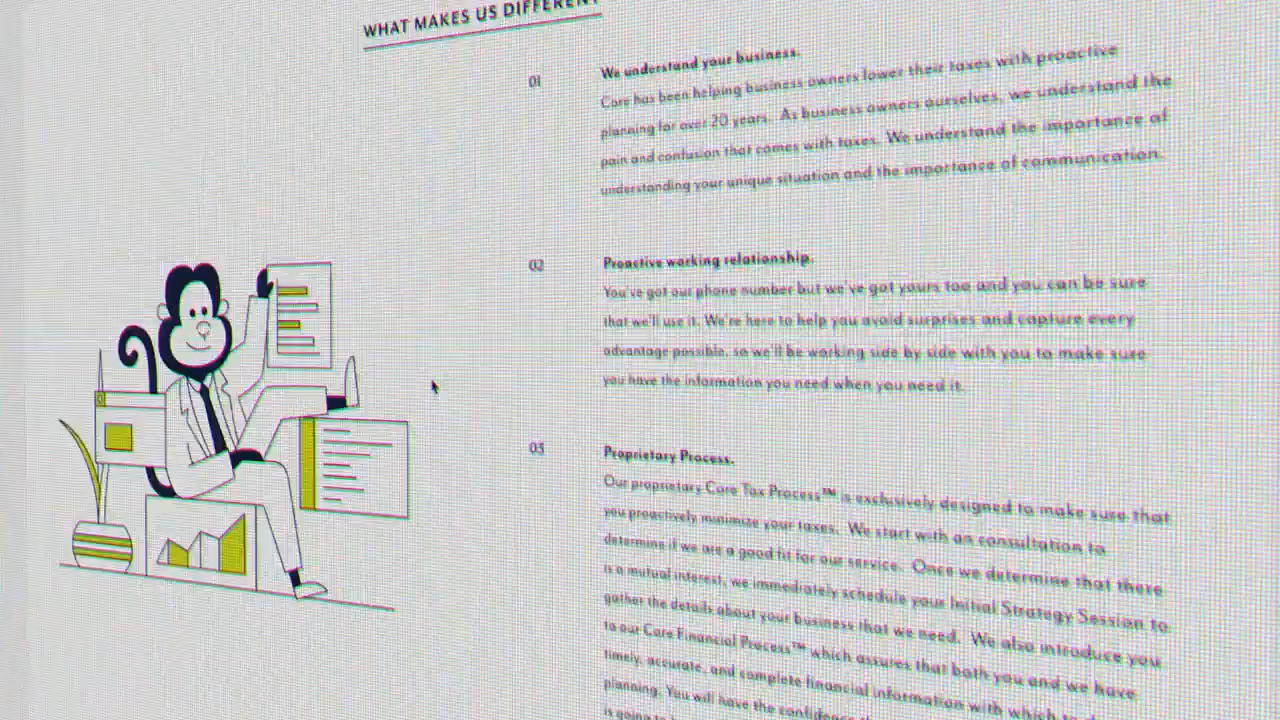 WHAT MAKES US DIFFERENT
01
We understand your business.
Core has been helping business owners lower their taxes with proactive
planning for over 20 years. As business owners ourselves, we understand the
pain and confusion that comes with taxes. We understand the importance of
understanding your unique situation and the importance of communication.
02
Proactive working relationship.
You've got our phone number but we've got yours too and you can be sure
that we'll use it. We're here to help you avoid surprises and capture every
advantage possible, so we'll be working side by side with you to make sure
you have the information you need when you need it.
03
Proprietary Process.
Our proprietary Core Tax Process™ is exclusively designed to make sure that
you proactively minimize your taxes. We start with an consultation to
determine if we are a good fit for our service. Once we determine that there
is a mutual interest, we immediately schedule your Initial Strategy Session to
gather the details about your business that we need. We also introduce you
to our Core Financial Process™ which assures that both you and we have
timely, accurate, and complete financial information with which to
planning. You will have the confidence
is going to